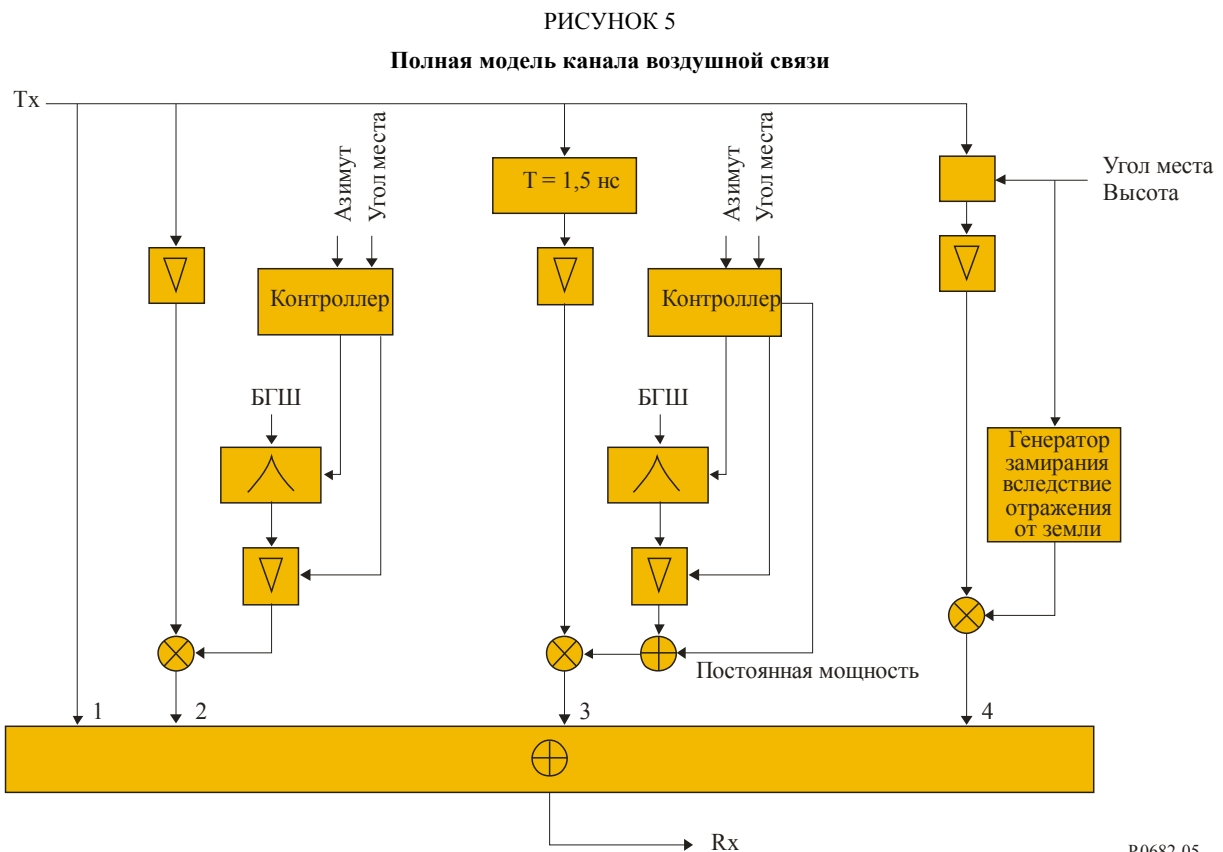 РИСУНОК 5
Полная модель канала воздушной связи
Tx
Азимут
Угол места
T = 1,5 нс
Азимут
Угол места
Угол места
Высота
Контроллер
Контроллер
БГШ
БГШ
Генератор
замирания
вследствие
отражения
от земли
Постоянная мощность
1
2
3
4
Rx
P.0682-05